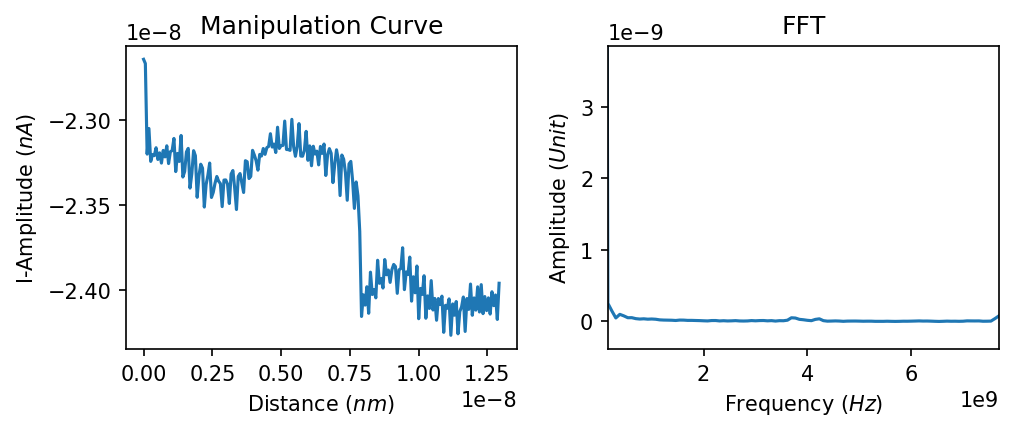 Manipulation Curve
1e−8
I-Amplitude (nA)
−2.30
−2.35
−2.40
0.00 0.25 0.50 0.75 1.00 1.25
1e−8
Distance (nm)
FFT
1e−9
Amplitude (Unit)
3
2
1
0
2 4 6
1e9
Frequency (Hz)